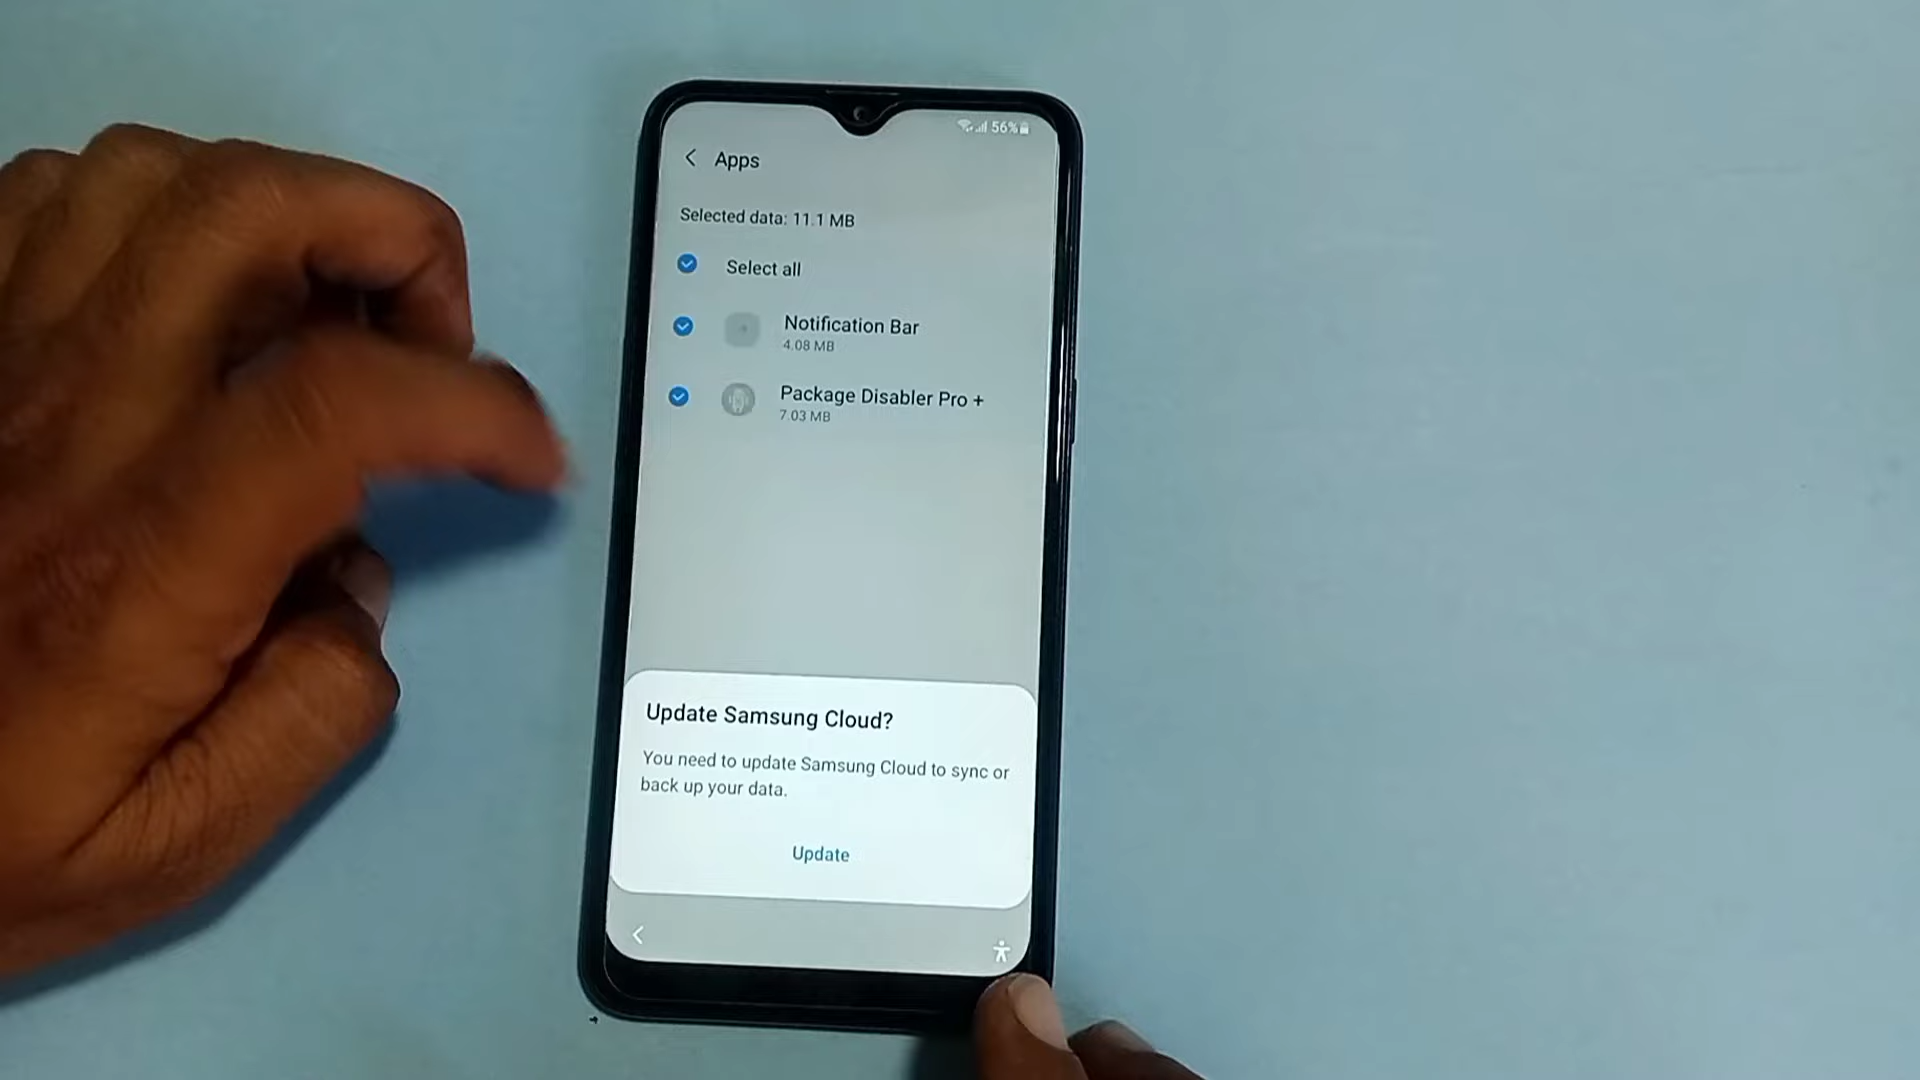 56%
Apps
Selected data: 11.1 MB
Select all
Notification Bar
4.08 MB
Package Disabler Pro +
7.03 MB
Update Samsung Cloud?
You need to update Samsung Cloud to sync or
back up your data.
Update